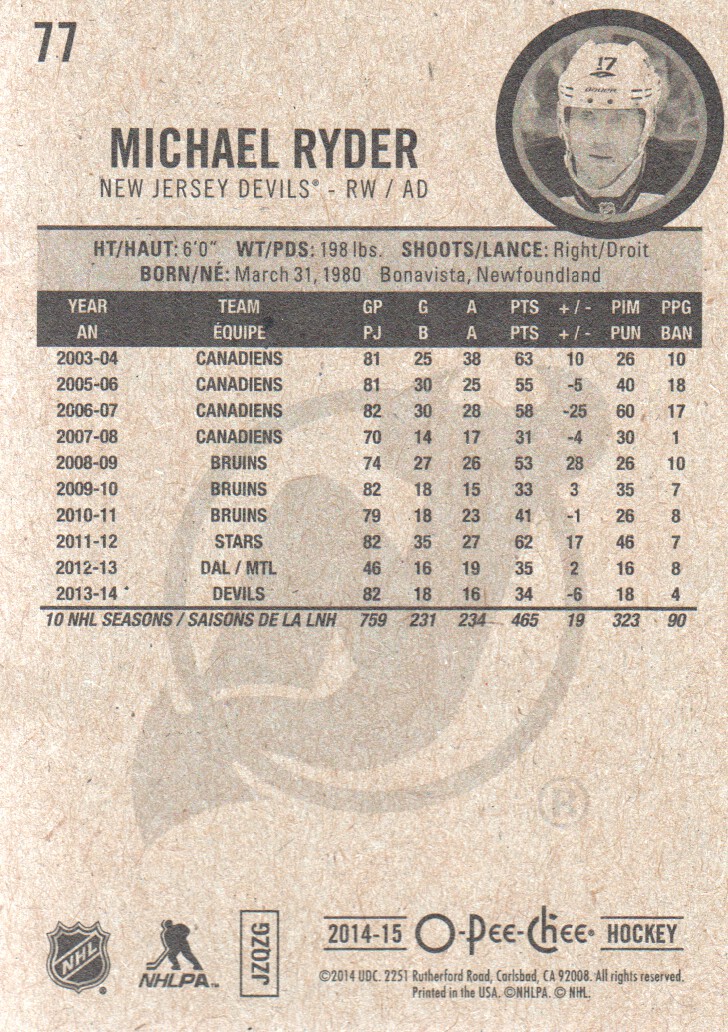 77
17
BAUER
MICHAEL RYDER
NEW JERSEY DEVILS® - RW / AD
HT/HAUT: 6'0" WT/PDS: 198 lbs. SHOOTS/LANCE: Right/Droit
BORN/NÉ: March 31, 1980 Bonavista, Newfoundland
YEAR TEAM GP G A PTS +/- PIM PPG
AN ÉQUIPE PJ B A PTS +/- PUN BAN
2003-04 CANADIENS 81 25 38 63 10 26 10
2005-06 CANADIENS 81 30 25 55 -5 40 18
2006-07 CANADIENS 82 30 28 58 -25 60 17
2007-08 CANADIENS 70 14 17 31 -4 30 1
2008-09 BRUINS 74 27 26 53 28 26 10
2009-10 BRUINS 82 18 15 33 3 35 7
2010-11 BRUINS 79 18 23 41 -1 26 8
2011-12 STARS 82 35 27 62 17 46 7
2012-13 DAL / MTL 46 16 19 35 2 16 8
2013-14 DEVILS 82 18 16 34 -6 18 4
10 NHL SEASONS / SAISONS DE LA LNH 759 231 234 465 19 323 90
®
NHL
NHLPA™
JZQZG
2014-15 O-Pee-Chee® HOCKEY
©2014 UDC. 2251 Rutherford Road, Carlsbad, CA 92008. All rights reserved.
Printed in the USA. ©NHLPA. © NHL.